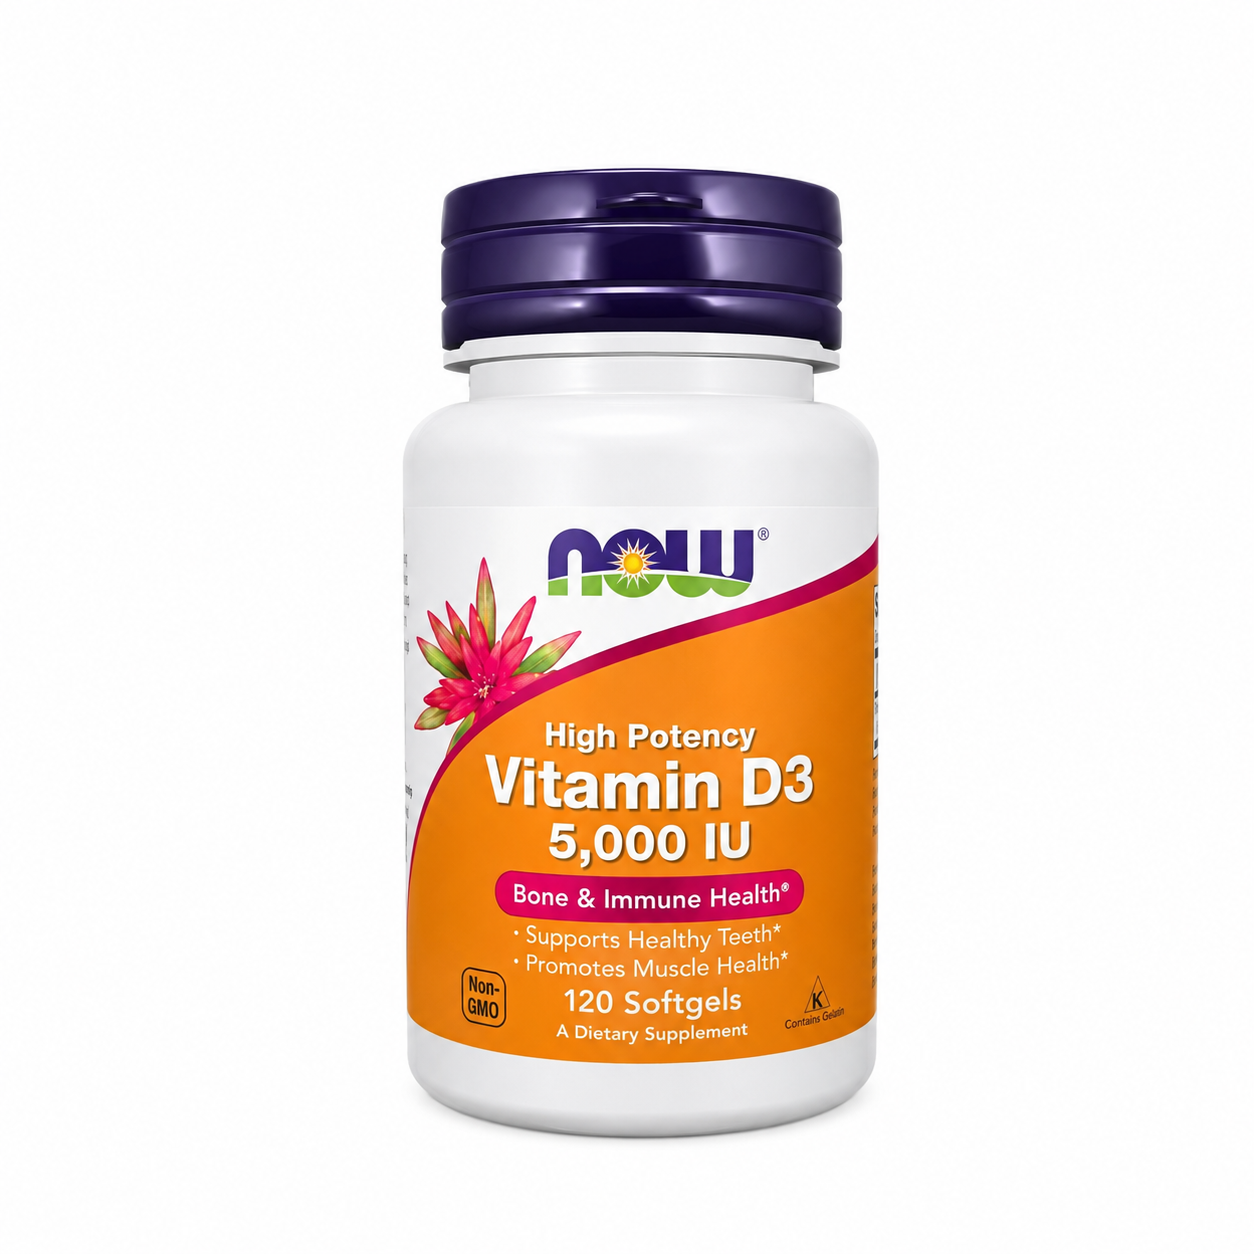 now®
High Potency
Vitamin D3
5,000 IU
Bone & Immune Health®
• Supports Healthy Teeth*
• Promotes Muscle Health*
Non-
GMO
120 Softgels
A Dietary Supplement
K
Contains Gelatin